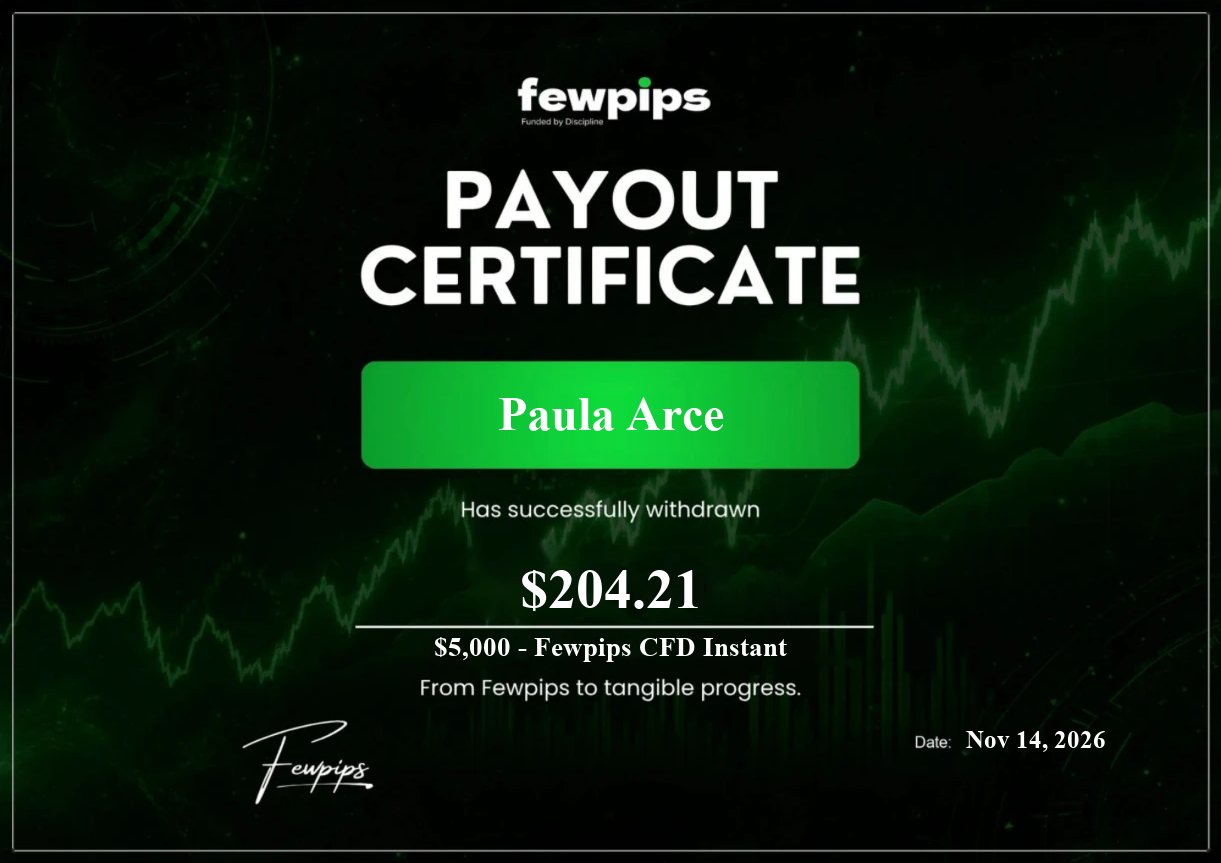 fewpips
Funded by Discipline
PAYOUT
CERTIFICATE
Paula Arce
Has successfully withdrawn
$204.21
$5,000 - Fewpips CFD Instant
From Fewpips to tangible progress.
Fewpips
Date: Nov 14, 2026